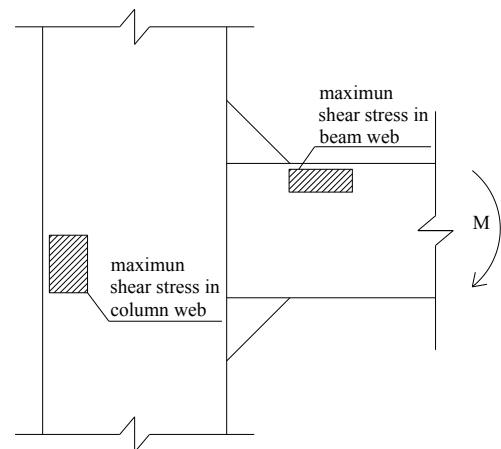 maximun
shear stress in
beam web
M
maximun
shear stress in
column web